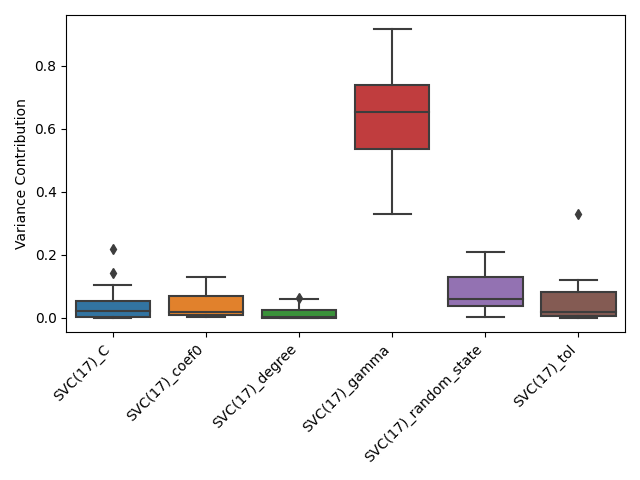 Variance Contribution
0.8
0.6
0.4
0.2
0.0
SVC(17)_C
SVC(17)_coef0
SVC(17)_degree
SVC(17)_gamma
SVC(17)_random_state
SVC(17)_tol